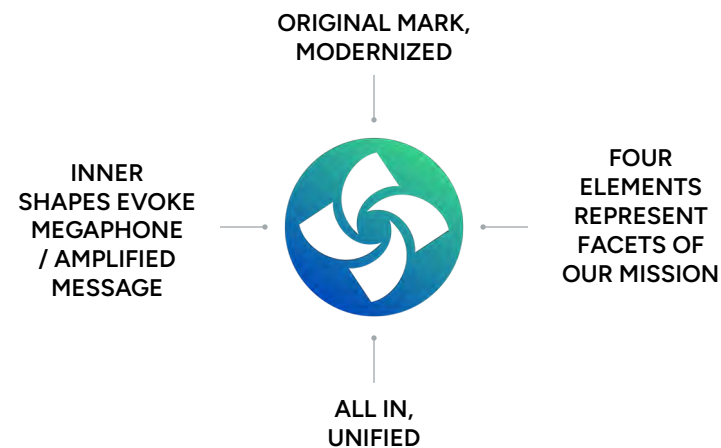 ORIGINAL MARK,
MODERNIZED
INNER
SHAPES EVOKE
MEGAPHONE
/ AMPLIFIED
MESSAGE
FOUR
ELEMENTS
REPRESENT
FACETS OF
OUR MISSION
ALL IN,
UNIFIED